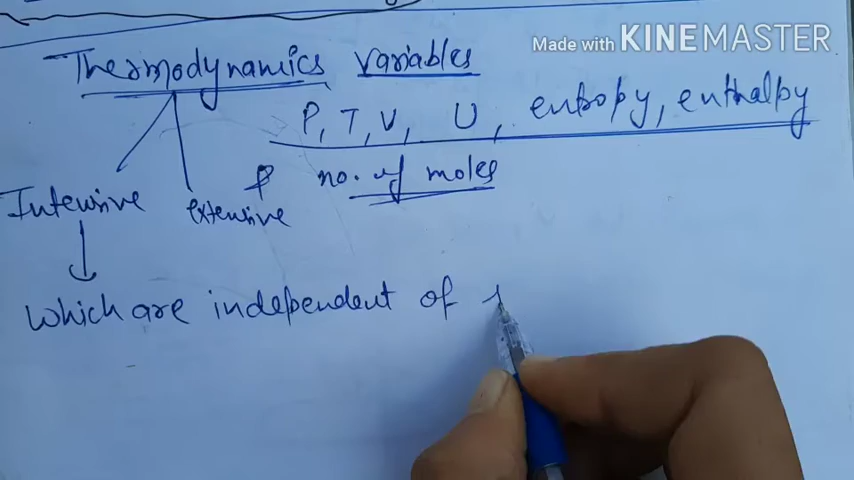 Made with KINEMASTER
Thermodynamics variables
P, T, V, U, entropy, enthalpy
no. of moles
Intensive extensive
Which are independent of